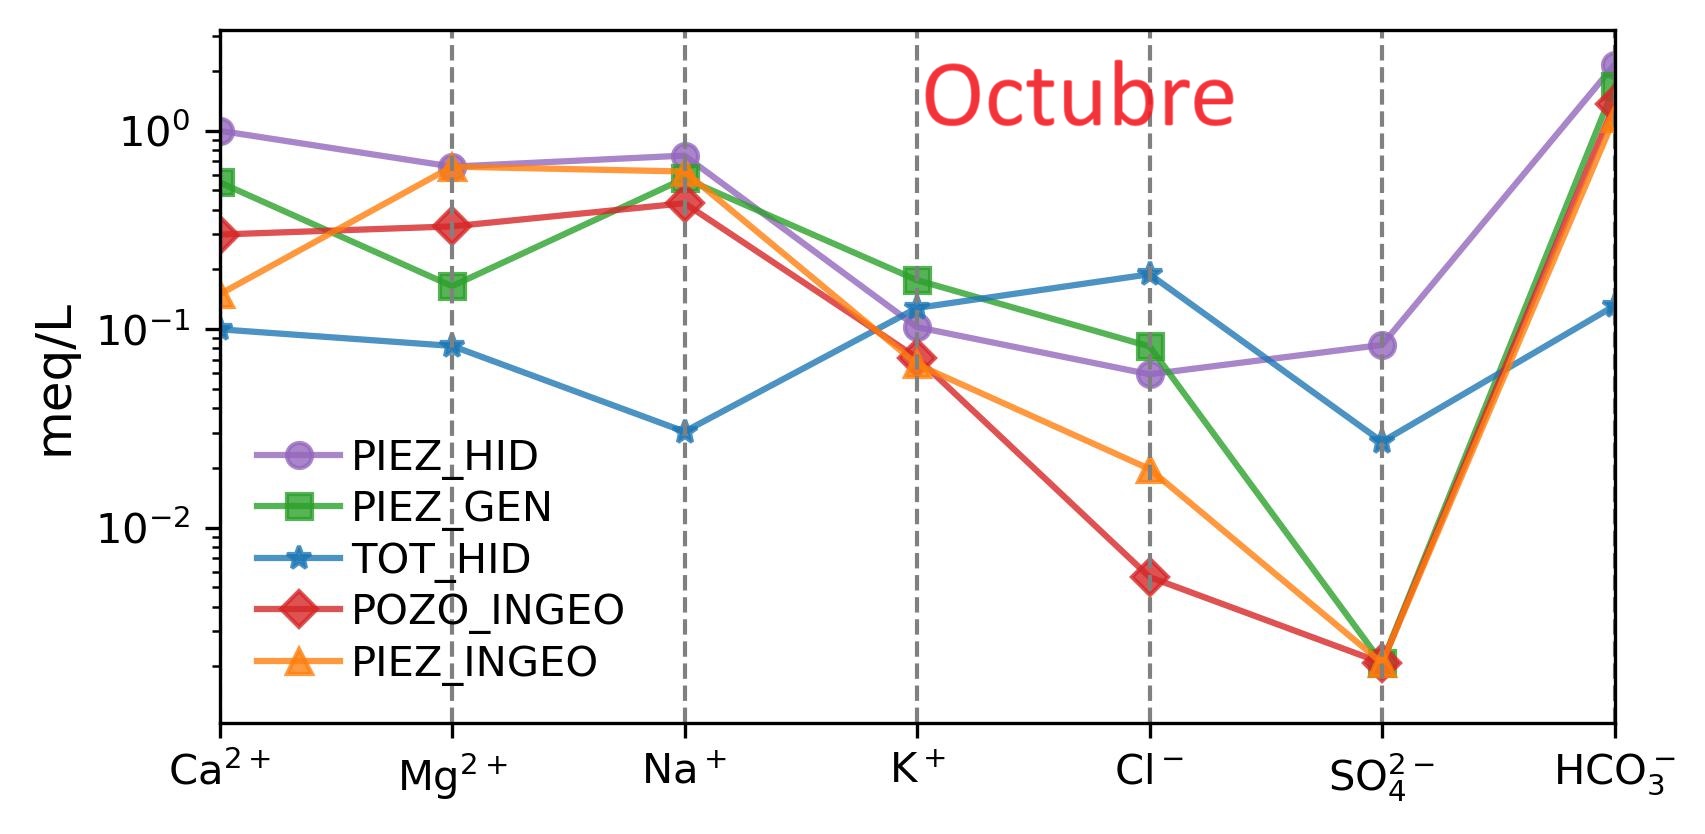 Octubre
10⁰
10⁻¹
10⁻²
meq/L
PIEZ_HID
PIEZ_GEN
TOT_HID
POZO_INGEO
PIEZ_INGEO
Ca²⁺ Mg²⁺ Na⁺ K⁺ Cl⁻ SO₄²⁻ HCO₃⁻